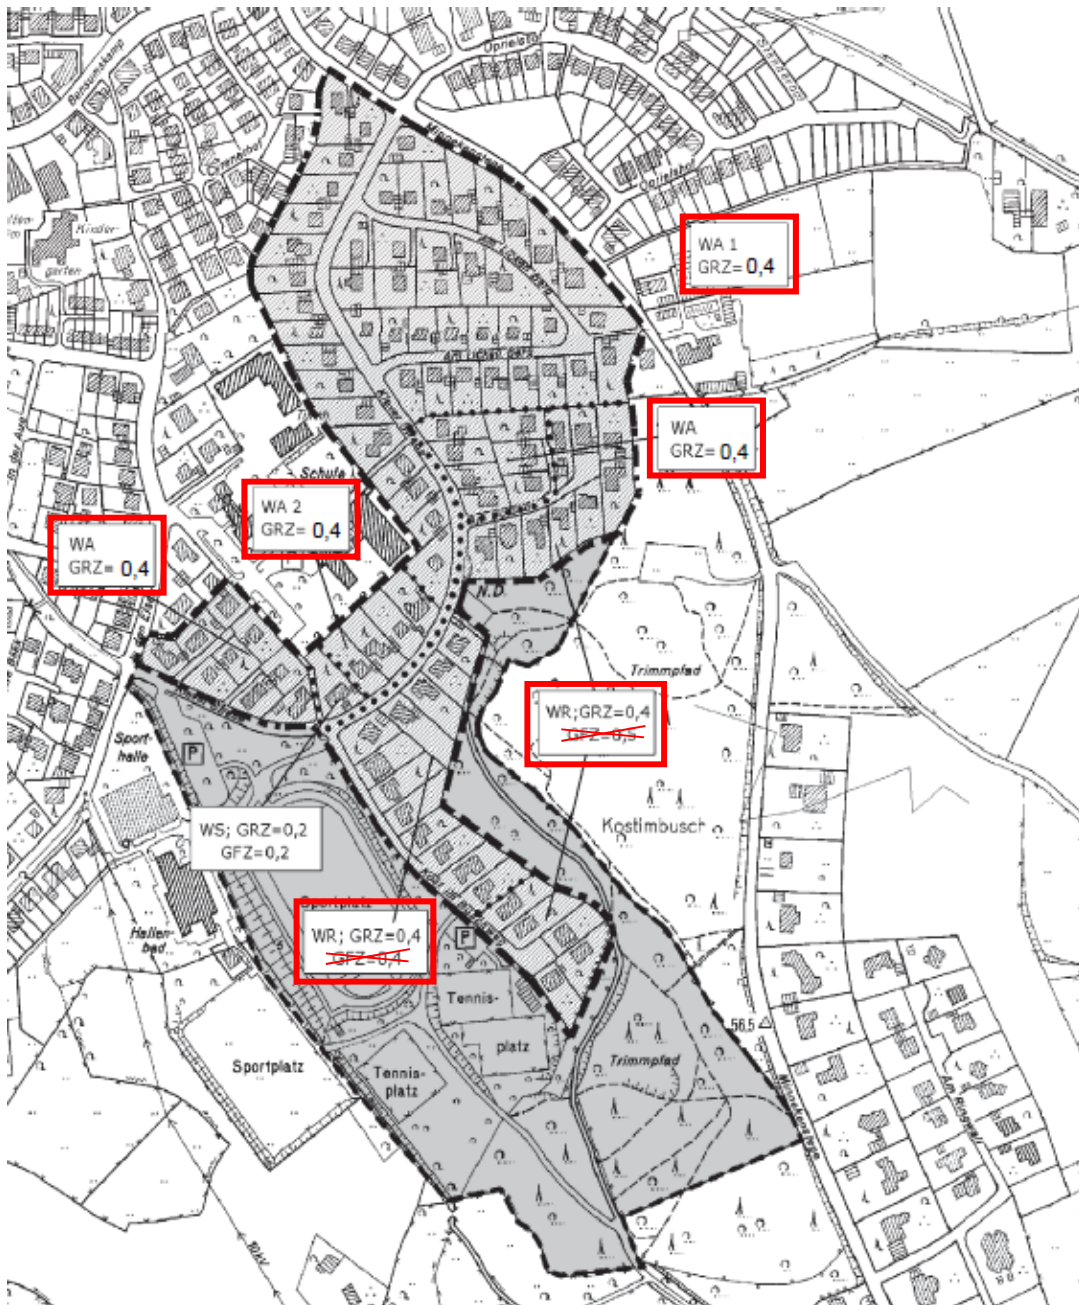 Oprielstr.
Kinder-
garten
WA 1
GRZ= 0,4
WA
GRZ= 0,4
Schule
WA 2
GRZ= 0,4
WA
GRZ= 0,4
N.D.
Trimmpfad
WR;GRZ=0,4
GFZ=0,5
Sport-
halle
P
WS; GRZ=0,2
GFZ=0,2
Kostimbusch
Sportplatz
WR; GRZ=0,4
GFZ=0,4
P
Hallen-
bad
Tennis-
platz
56.5
Sportplatz
Tennis-
platz
Trimmpfad
Am Ringwall